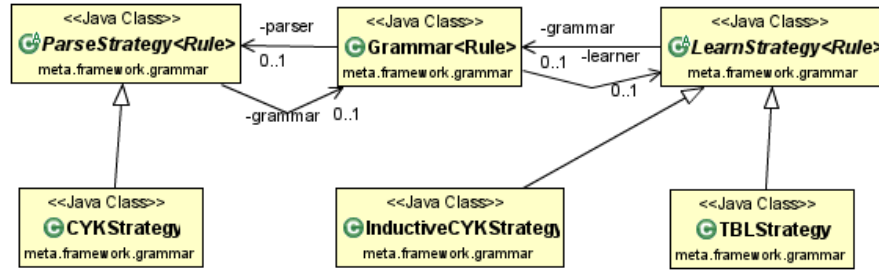 <<Java Class>>
ParseStrategy<Rule>
meta.framework.grammar
-parser
0..1
<<Java Class>>
Grammar<Rule>
meta.framework.grammar
-grammar
0..1
-grammar
0..1
-learner
0..1
<<Java Class>>
LearnStrategy<Rule>
meta.framework.grammar
<<Java Class>>
CYKStrategy
meta.framework.grammar
<<Java Class>>
InductiveCYKStrategy
meta.framework.grammar
<<Java Class>>
TBLStrategy
meta.framework.grammar